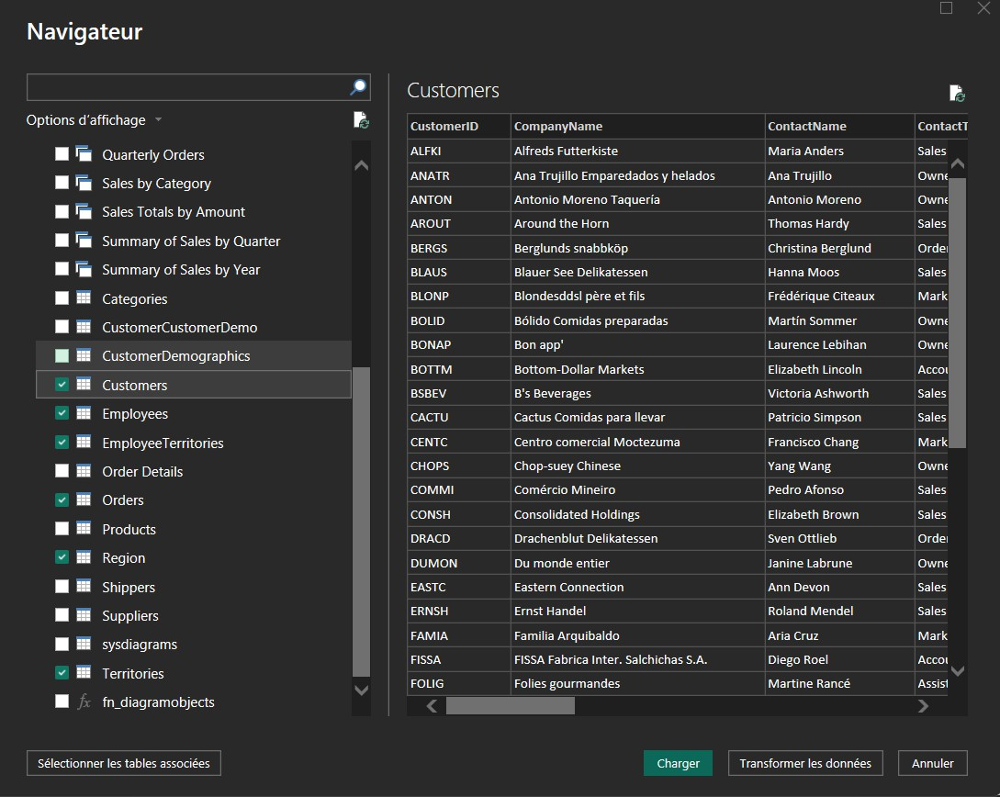 Navigateur
Options d'affichage
Quarterly Orders
Sales by Category
Sales Totals by Amount
Summary of Sales by Quarter
Summary of Sales by Year
Categories
CustomerCustomerDemo
CustomerDemographics
Customers
Employees
EmployeeTerritories
Order Details
Orders
Products
Region
Shippers
Suppliers
sysdiagrams
Territories
fx fn_diagramobjects
Customers
CustomerID CompanyName ContactName ContactT
ALFKI Alfreds Futterkiste Maria Anders Sales
ANATR Ana Trujillo Emparedados y helados Ana Trujillo Owne
ANTON Antonio Moreno Taquería Antonio Moreno Owne
AROUT Around the Horn Thomas Hardy Sales
BERGS Berglunds snabbköp Christina Berglund Order
BLAUS Blauer See Delikatessen Hanna Moos Sales
BLONP Blondesddsl père et fils Frédérique Citeaux Mark
BOLID Bólido Comidas preparadas Martín Sommer Owne
BONAP Bon app' Laurence Lebihan Owne
BOTTM Bottom-Dollar Markets Elizabeth Lincoln Accou
BSBEV B's Beverages Victoria Ashworth Sales
CACTU Cactus Comidas para llevar Patricio Simpson Sales
CENTC Centro comercial Moctezuma Francisco Chang Mark
CHOPS Chop-suey Chinese Yang Wang Owne
COMMI Comércio Mineiro Pedro Afonso Sales
CONSH Consolidated Holdings Elizabeth Brown Sales
DRACD Drachenblut Delikatessen Sven Ottlieb Order
DUMON Du monde entier Janine Labrune Owne
EASTC Eastern Connection Ann Devon Sales
ERNSH Ernst Handel Roland Mendel Sales
FAMIA Familia Arquibaldo Aria Cruz Mark
FISSA FISSA Fabrica Inter. Salchichas S.A. Diego Roel Accou
FOLIG Folies gourmandes Martine Rancé Assist
Sélectionner les tables associées
Charger
Transformer les données
Annuler